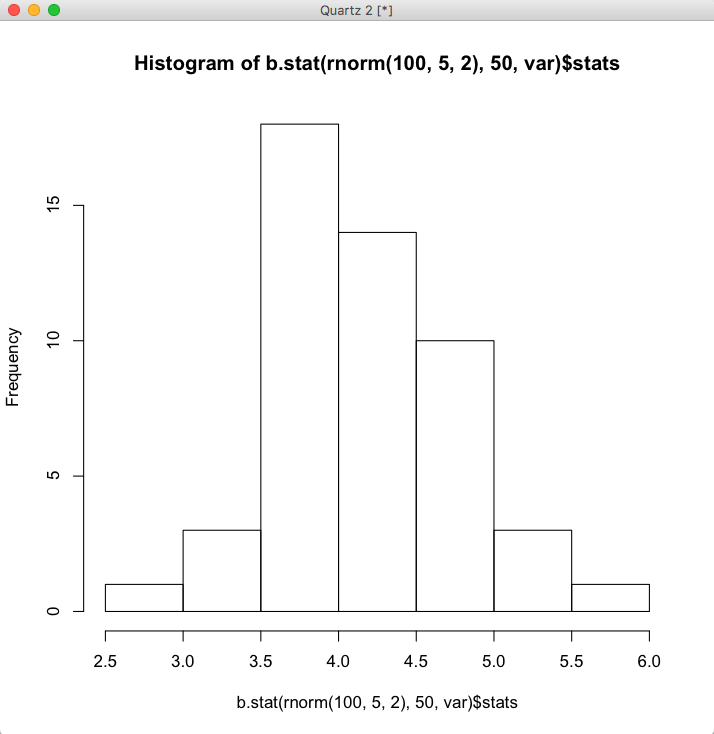 Quartz 2 [*]
Histogram of b.stat(rnorm(100, 5, 2), 50, var)$stats
Frequency
15
10
5
0
2.5 3.0 3.5 4.0 4.5 5.0 5.5 6.0
b.stat(rnorm(100, 5, 2), 50, var)$stats